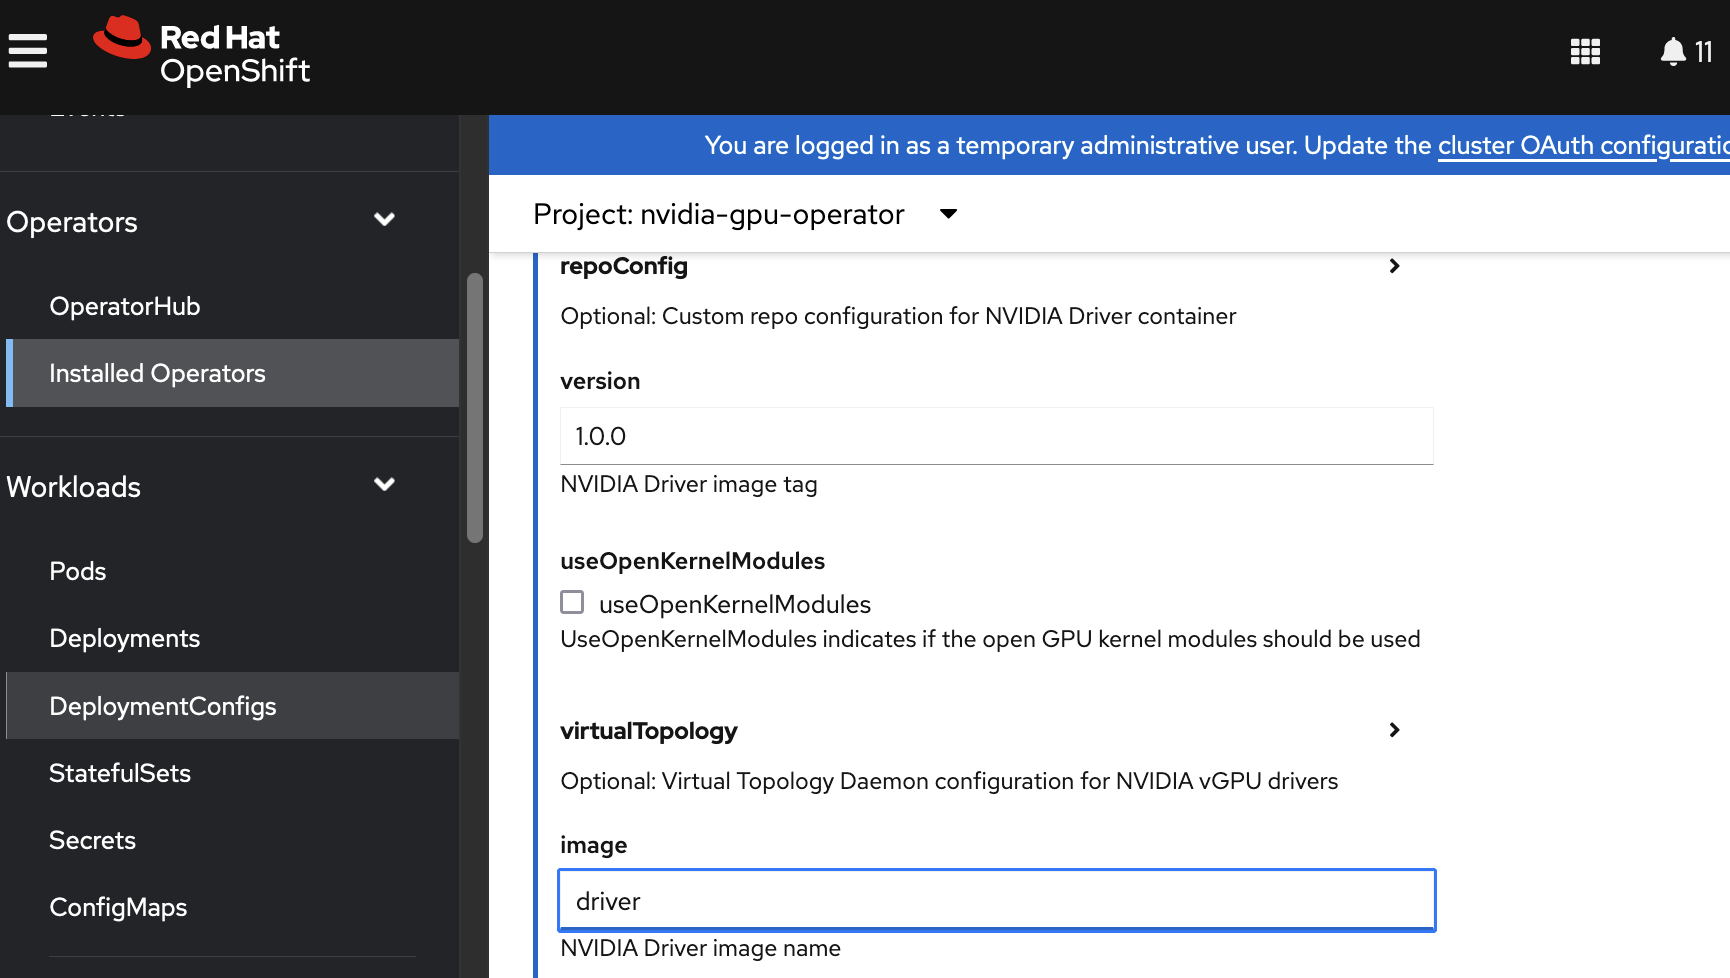 Red Hat
OpenShift
11
Operators
OperatorHub
Installed Operators
Workloads
Pods
Deployments
DeploymentConfigs
StatefulSets
Secrets
ConfigMaps
You are logged in as a temporary administrative user. Update the cluster OAuth
Project: nvidia-gpu-operator
repoConfig
Optional: Custom repo configuration for NVIDIA Driver container
version
1.0.0
NVIDIA Driver image tag
useOpenKernelModules
useOpenKernelModules
UseOpenKernelModules indicates if the open GPU kernel modules should be used
virtualTopology
Optional: Virtual Topology Daemon configuration for NVIDIA vGPU drivers
image
driver
NVIDIA Driver image name